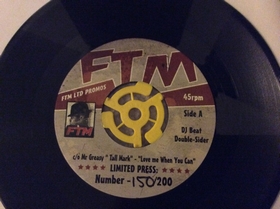 FTM
FTM LTD PROMOS
45rpm
Side A
FTM
DJ Beat
Double-Sider
c/o Mr Greasy " Tall Mark" - "Love me When You Can"
★★★★ LIMITED PRESS: ★★★★
Number -150/200